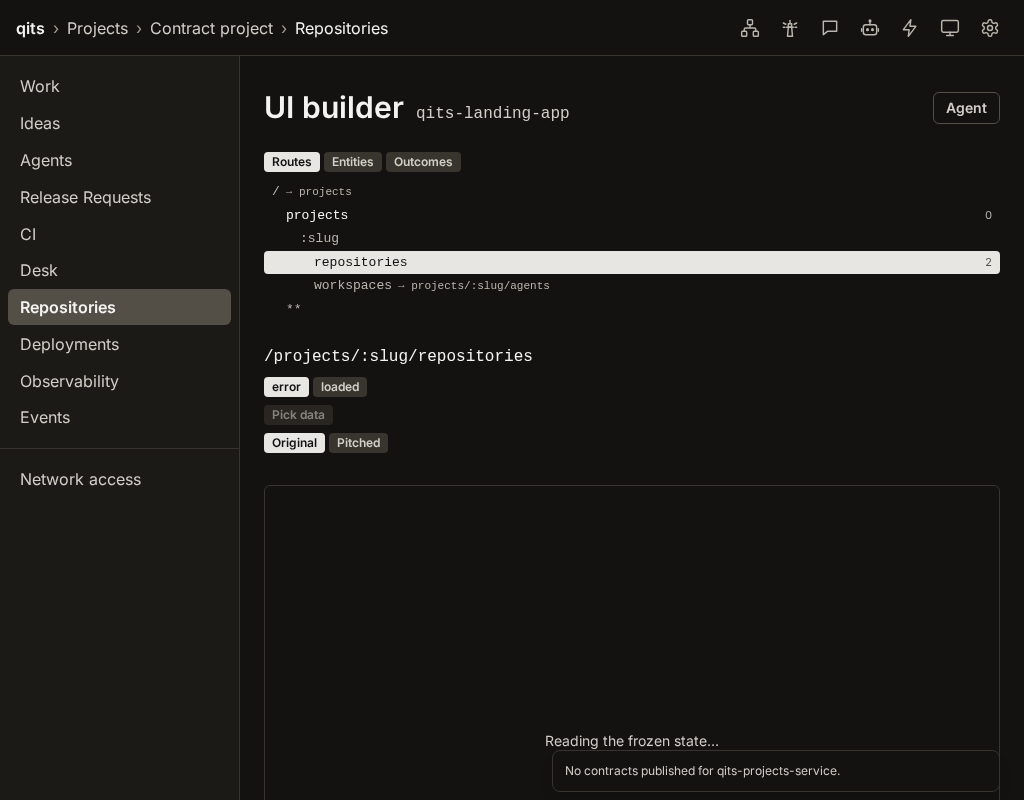 qits › Projects › Contract project › Repositories
Work
Ideas
Agents
Release Requests
CI
Desk
Repositories
Deployments
Observability
Events
Network access
UI builder qits-landing-app
Agent
Routes Entities Outcomes
/ → projects
projects 0
:slug
repositories 2
workspaces → projects/:slug/agents
**
/projects/:slug/repositories
error loaded
Pick data
Original Pitched
Reading the frozen state...
No contracts published for qits-projects-service.